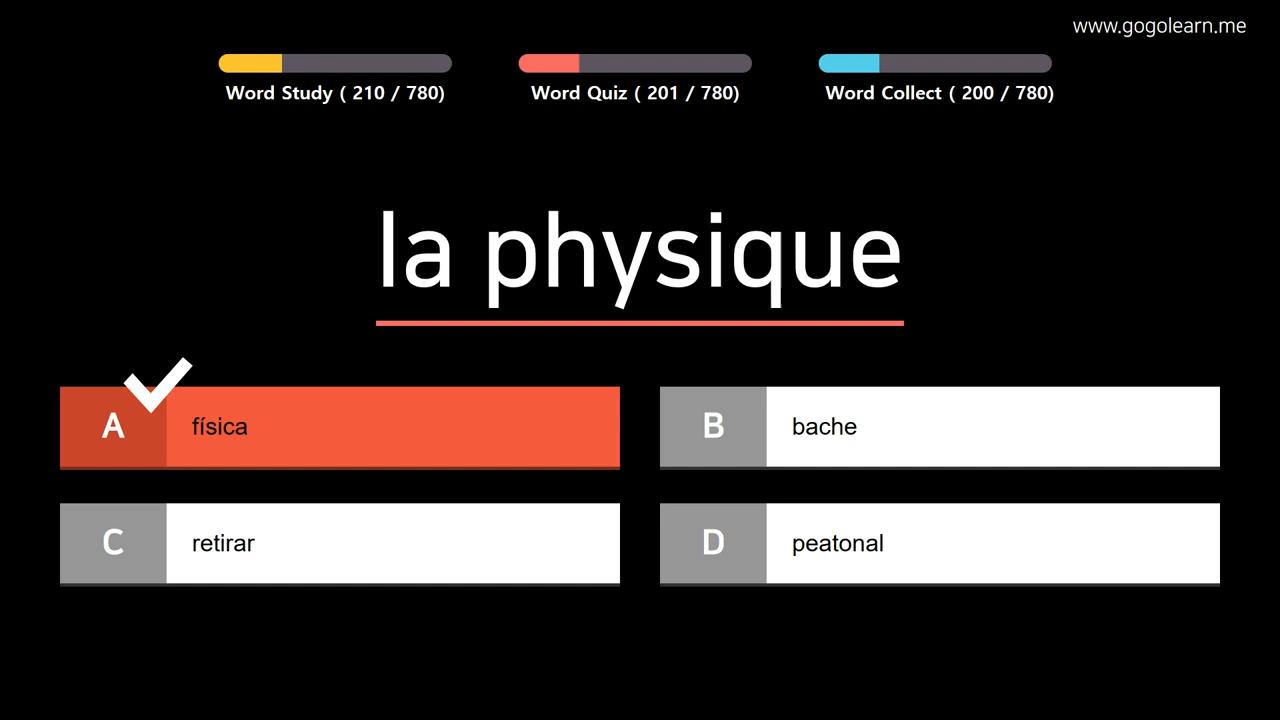 www.gogolearn.me
Word Study ( 210 / 780)
Word Quiz ( 201 / 780)
Word Collect ( 200 / 780)
la physique
A física
B bache
C retirar
D peatonal